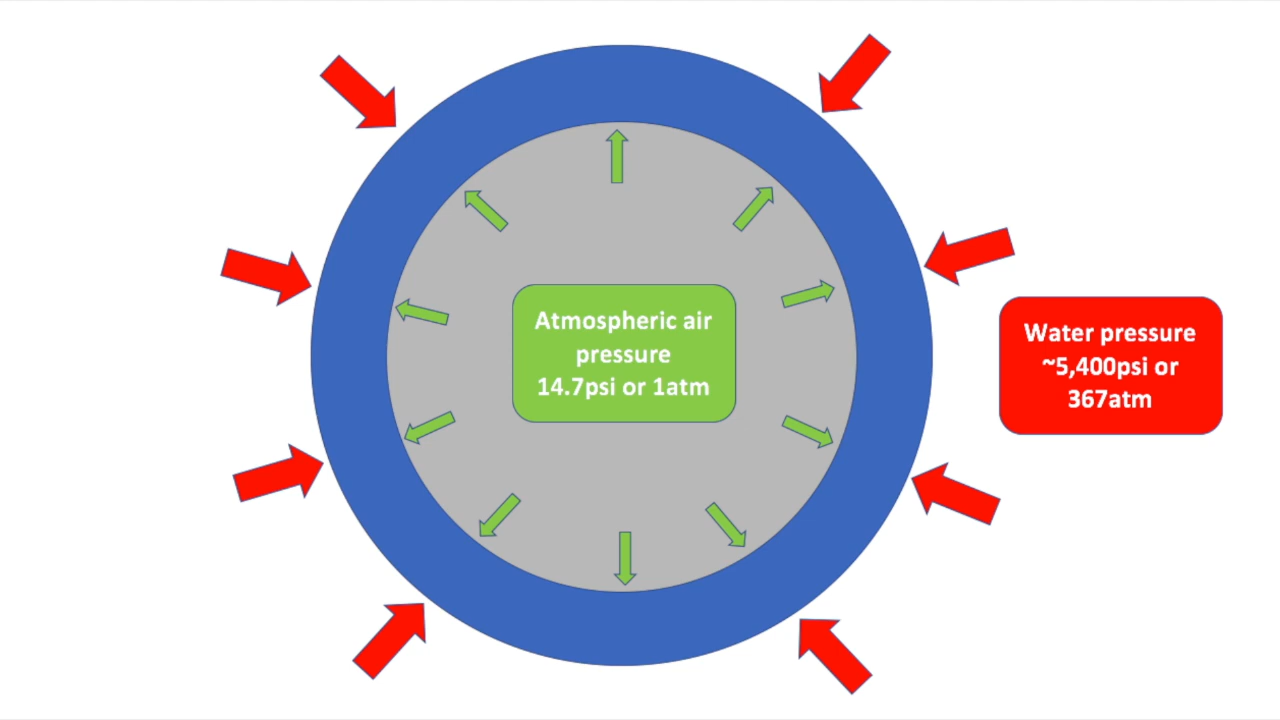 Atmospheric air
pressure
14.7psi or 1atm
Water pressure
~5,400psi or
367atm